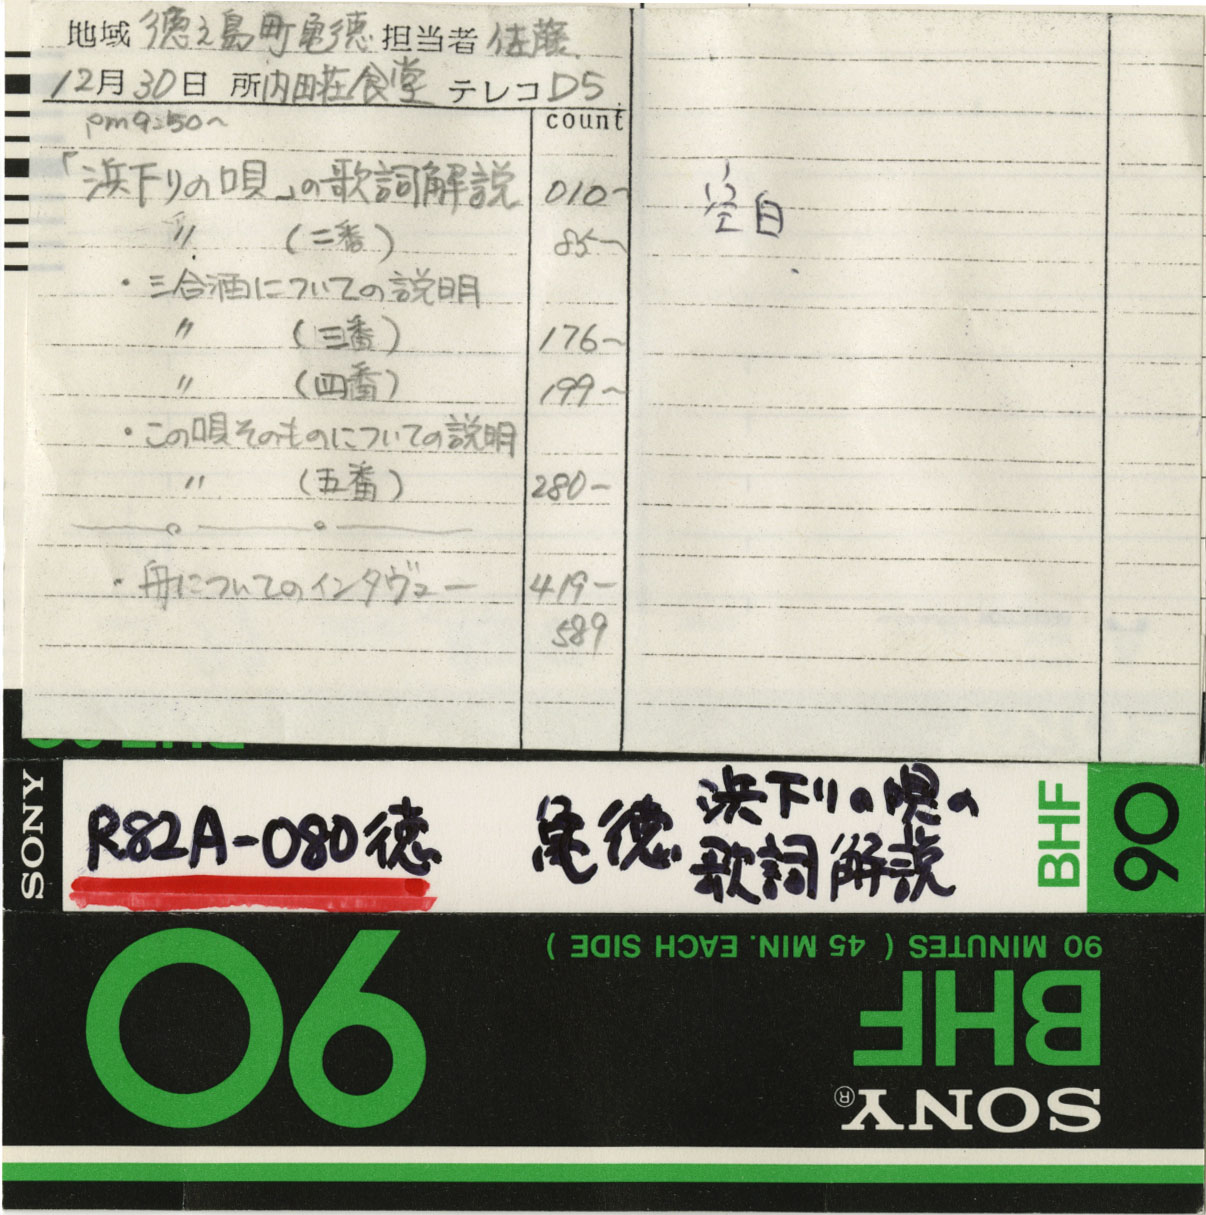 地域 徳之島町亀徳 担当者 佐藤
12月30日 所 内田荘食堂 テレコ D5
pm9:50~
count
「浜下りの唄」の歌詞解説 010~
〃 (二番) 85~
・三合酒についての説明
〃 (三番) 176~
〃 (四番) 199~
・この唄そのものについての説明
〃 (五番) 280~
・舟についてのインタヴュー 419~
589
空白
SONY
R82A-080徳
亀徳
浜下りの唄の
歌詞解説
BHF
90
90 MINUTES (45 MIN. EACH SIDE)
BHF
90
SONY®